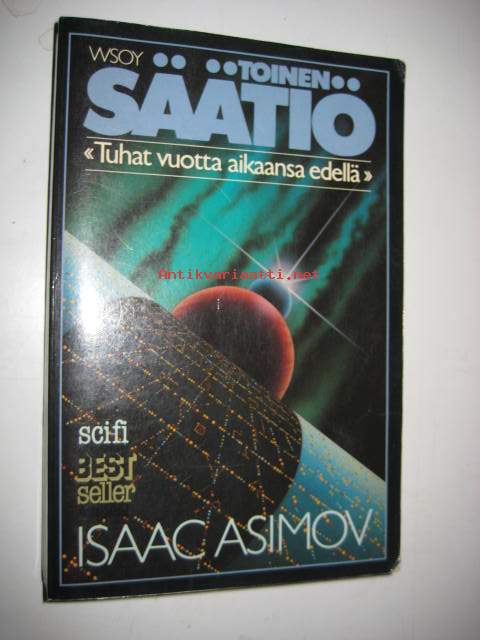 WSOY
TOINEN
SÄÄTIÖ
«Tuhat vuotta aikaansa edellä»
Antikvariaatti.net
scifi
BEST
seller
ISAAC ASIMOV